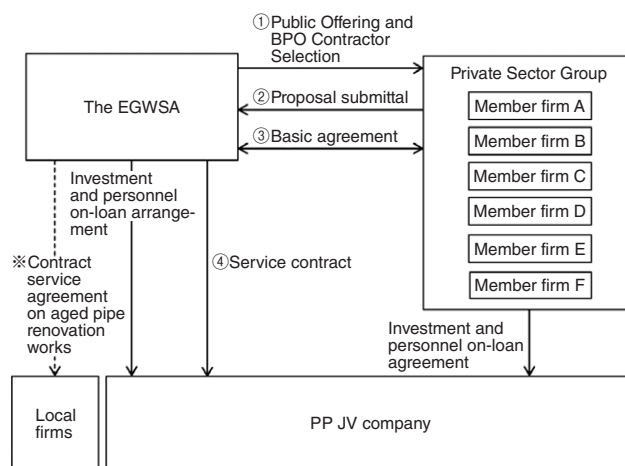 ①Public Offering and
BPO Contractor
Selection
The EGWSA
Private Sector Group
②Proposal submittal
Member firm A
③Basic agreement
Member firm B
Member firm C
Member firm D
Member firm E
Member firm F
Investment
and personnel
on-loan arrange-
ment
※Contract
service
agreement
on aged pipe
renovation
works
④Service contract
Investment and
personnel on-loan
agreement
Local
firms
PP JV company